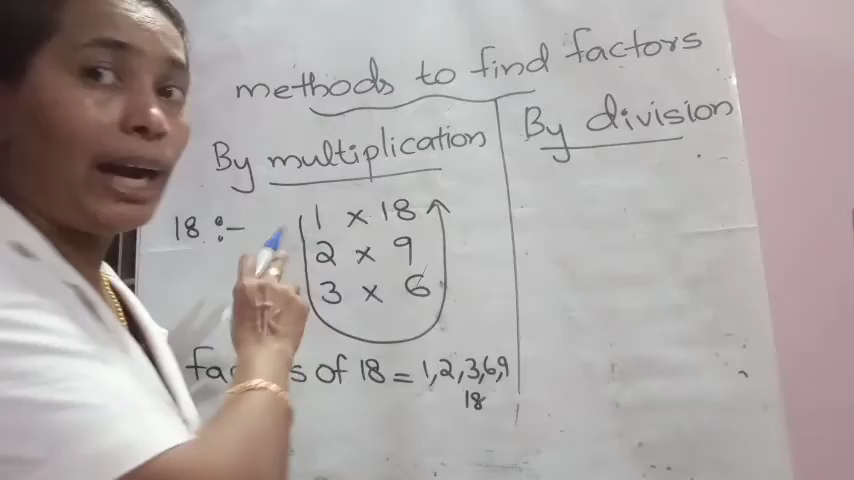 methods to find factors
By multiplication
By division
18 :-
1 × 18
2 × 9
3 × 6
of 18 = 1,2,3,6,9
18